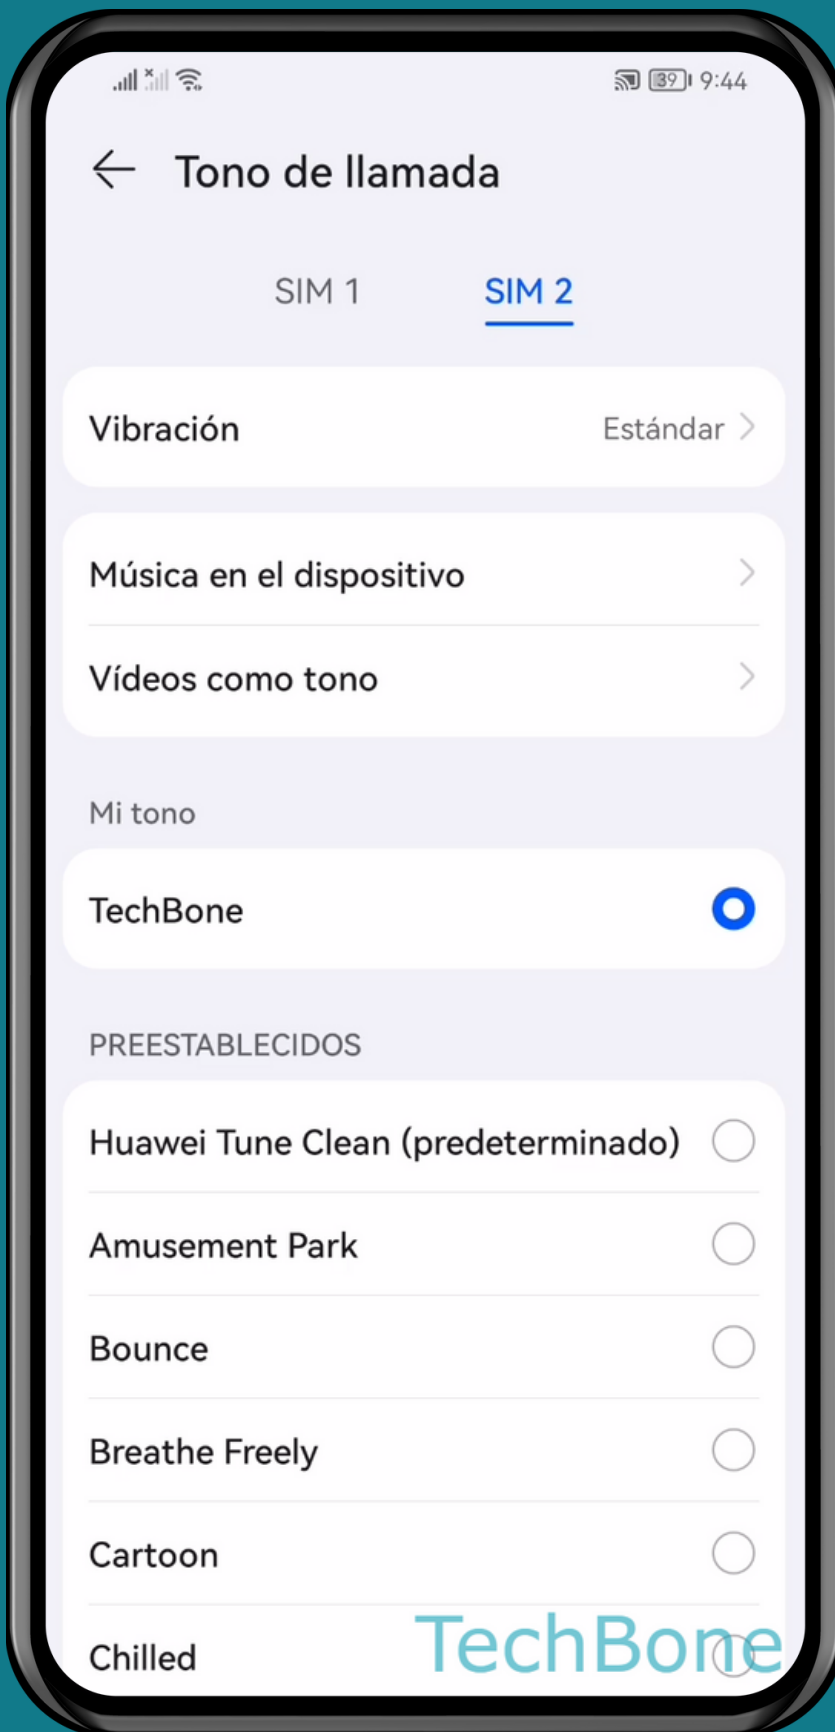 39 9:44
Tono de llamada
SIM 1 SIM 2
Vibración Estándar
Música en el dispositivo
Vídeos como tono
Mi tono
TechBone
PREESTABLECIDOS
Huawei Tune Clean (predeterminado)
Amusement Park
Bounce
Breathe Freely
Cartoon
Chilled
TechBone